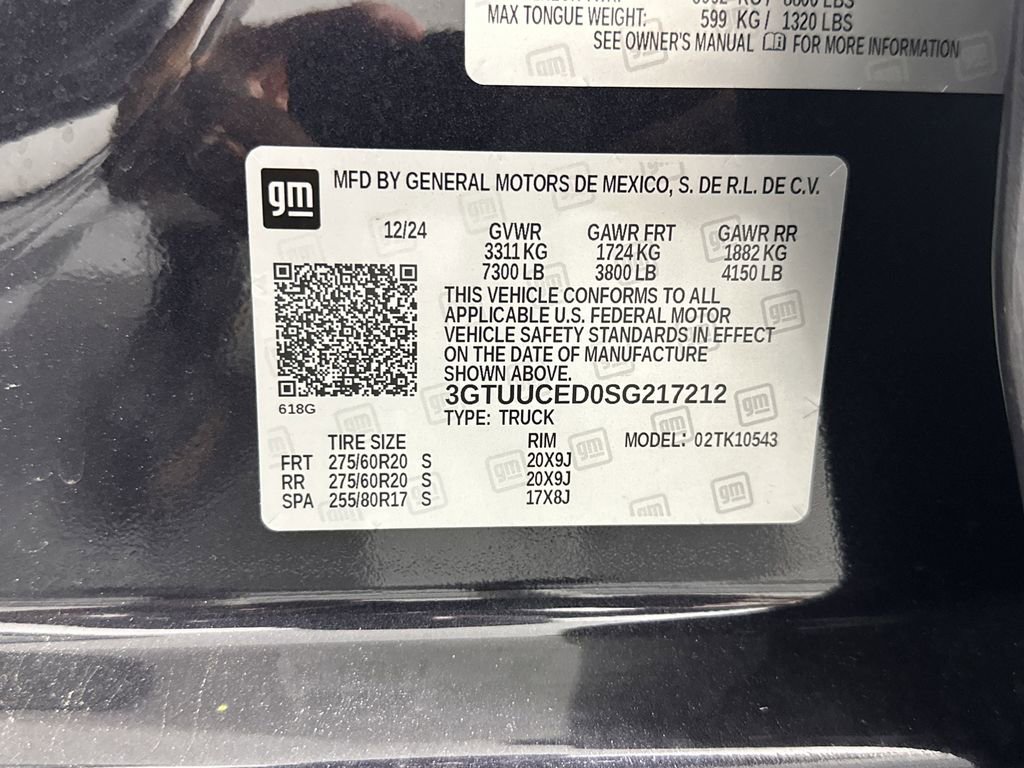 MAX TONGUE WEIGHT: 599 KG / 1320 LBS
SEE OWNER'S MANUAL FOR MORE INFORMATION
gm MFD BY GENERAL MOTORS DE MEXICO, S. DE R.L. DE C.V.
12/24 GVWR GAWR FRT GAWR RR
3311 KG 1724 KG 1882 KG
7300 LB 3800 LB 4150 LB
THIS VEHICLE CONFORMS TO ALL
APPLICABLE U.S. FEDERAL MOTOR
VEHICLE SAFETY STANDARDS IN EFFECT
ON THE DATE OF MANUFACTURE
SHOWN ABOVE.
3GTUUCED0SG217212
618G
TYPE: TRUCK
TIRE SIZE RIM MODEL: 02TK10543
FRT 275/60R20 S 20X9J
RR 275/60R20 S 20X9J
SPA 255/80R17 S 17X8J